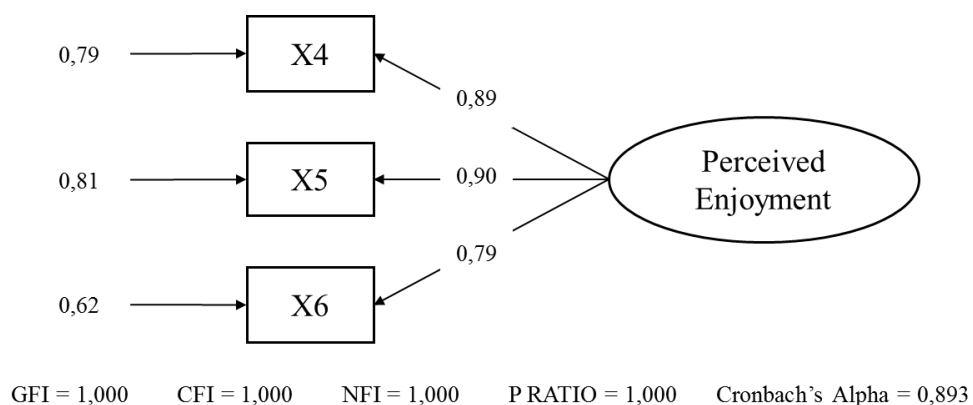 0,79
X4
0,89
0,81
X5
0,90
Perceived
Enjoyment
0,79
0,62
X6
GFI = 1,000 CFI = 1,000 NFI = 1,000 P RATIO = 1,000 Cronbach's Alpha = 0,893